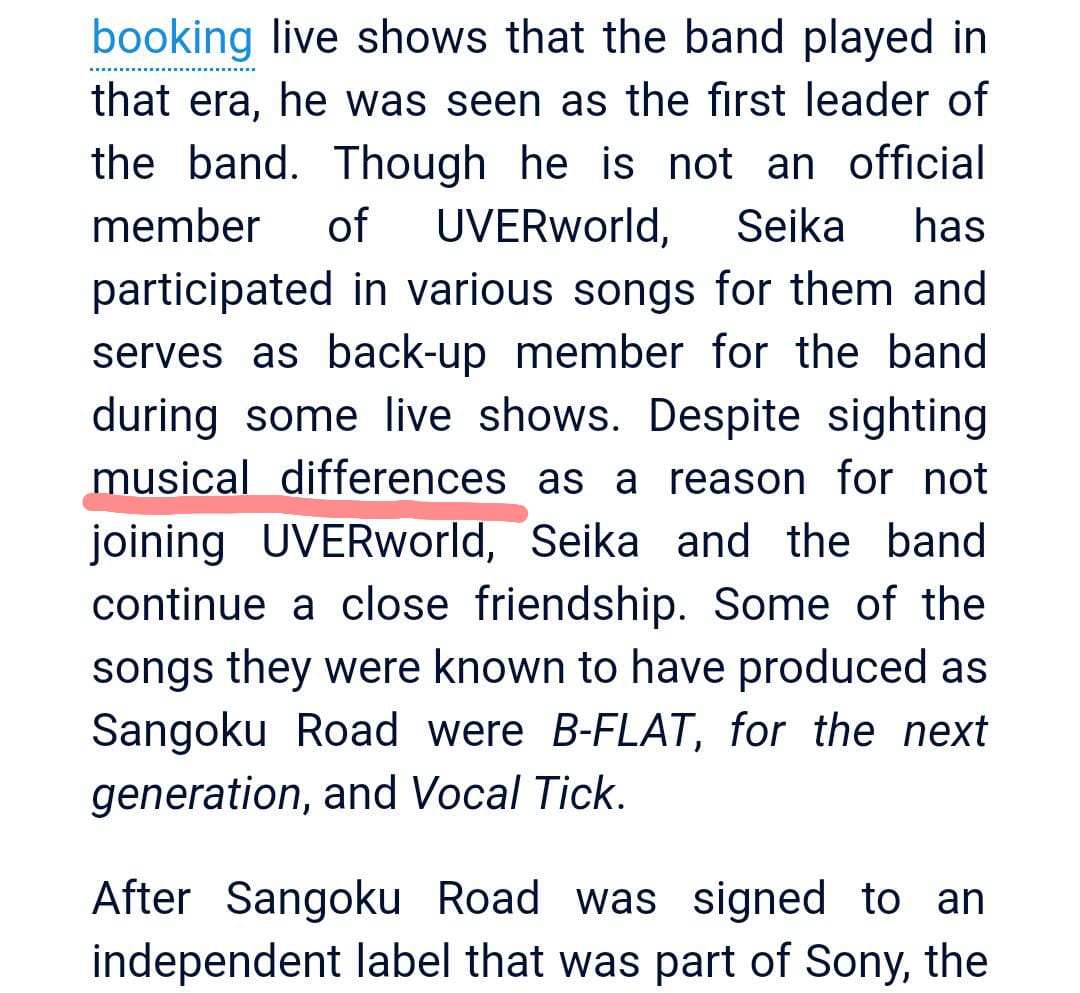 booking live shows that the band played in
that era, he was seen as the first leader of
the band. Though he is not an official
member of UVERworld, Seika has
participated in various songs for them and
serves as back-up member for the band
during some live shows. Despite sighting
musical differences as a reason for not
joining UVERworld, Seika and the band
continue a close friendship. Some of the
songs they were known to have produced as
Sangoku Road were B-FLAT, for the next
generation, and Vocal Tick.
After Sangoku Road was signed to an
independent label that was part of Sony, the